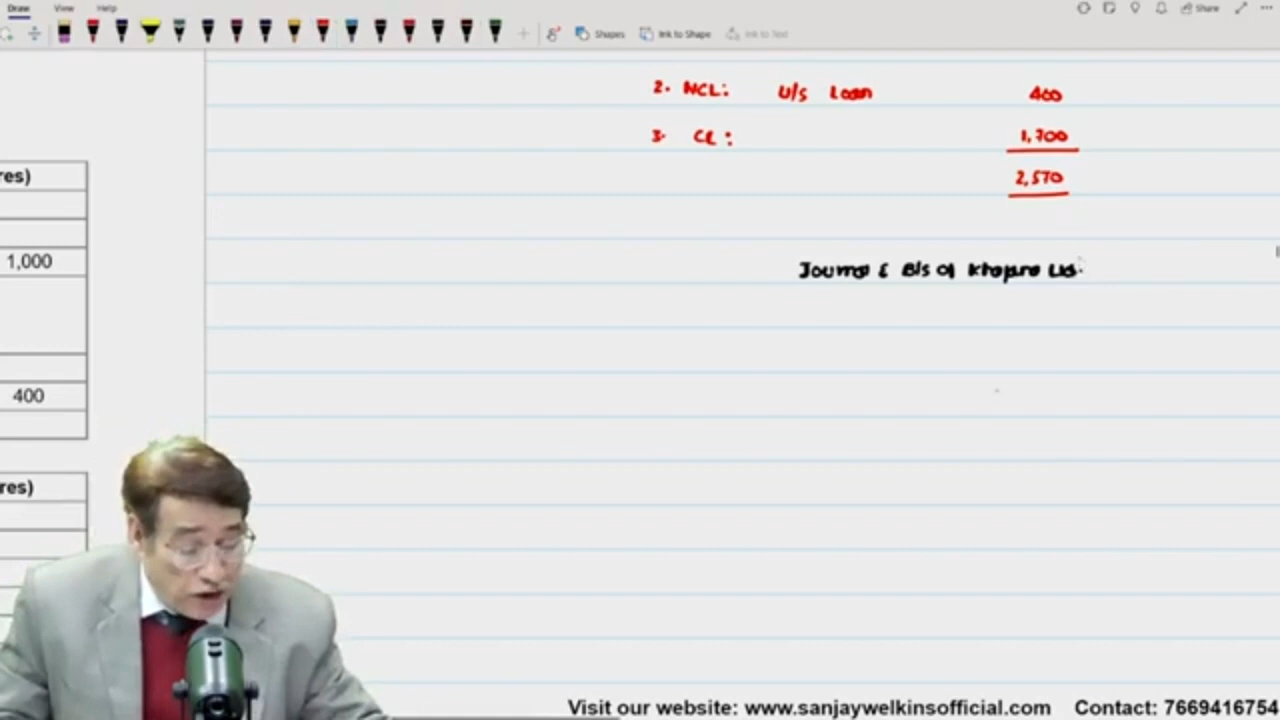 Draw View Help
Share
Shapes Ink to Shape Ink to Text
2. NCL: U/s Loan 400
3. CL: 1,700
2,570
res)
1,000
400
res)
Journal & B/s of Ltd.
Visit our website: www.sanjaywelkinsofficial.com Contact: 7669416754